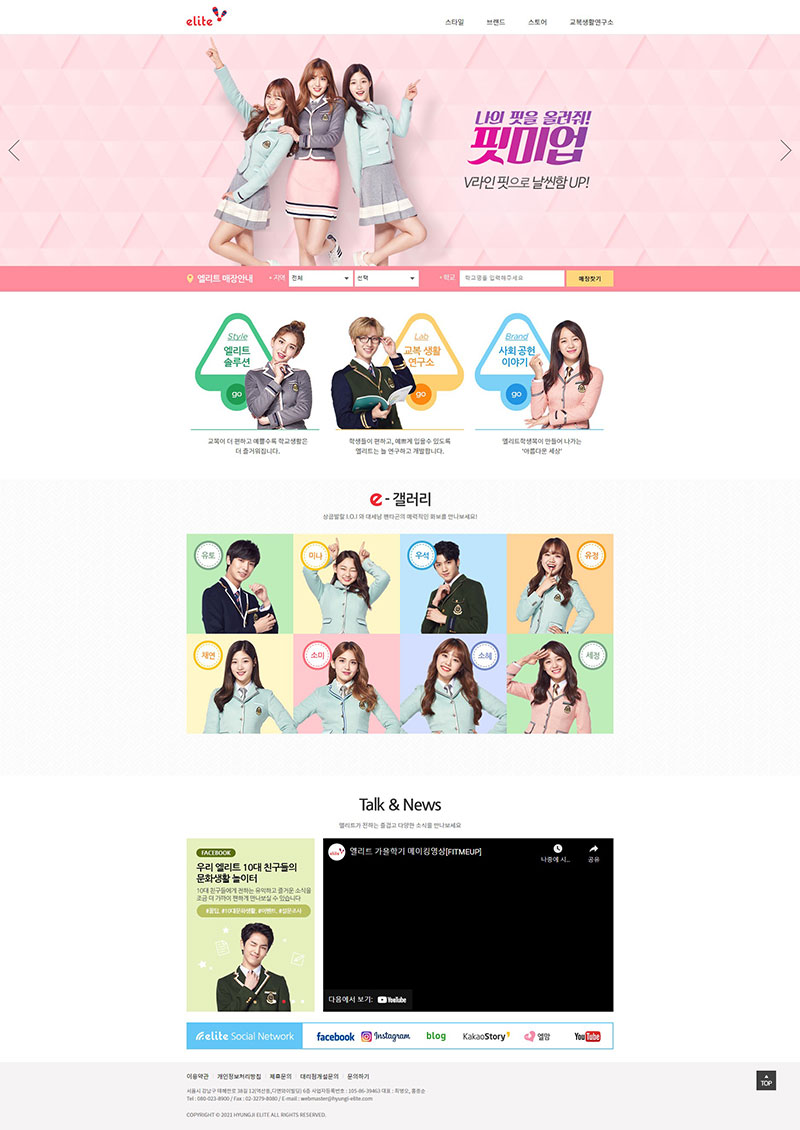 elite
스타일 브랜드 스토어 교복생활연구소
나의 핏을 올려줘!
핏미업
V라인 핏으로 날씬함 UP!
엘리트 매장안내 • 지역 전체 선택 • 학교 학교명을 입력해주세요 매장찾기
Style
엘리트
솔루션
go
Lab
교복 생활
연구소
go
Brand
사회 공헌
이야기
go
교복이 더 편하고 예쁠수록 학교생활은
더 즐거워집니다.
학생들이 편하고, 예쁘게 입을수 있도록
엘리트는 늘 연구하고 개발합니다.
엘리트학생복이 만들어 나가는
"아름다운 세상"
e - 갤러리
상큼발랄 I.O.I 와 대세남 펜타곤의 매력적인 화보를 만나보세요!
유토 미나 우석 유정
채연 소미 소혜 세정
Talk & News
엘리트가 전하는 즐겁고 다양한 소식을 만나보세요
FACEBOOK
우리 엘리트 10대 친구들의
문화생활 놀이터
10대 친구들에게 전하는 유익하고 즐거운 소식을
조금 더 가까이 편하게 만나보실 수 있습니다
#꿀팁, #10대문화생활, #이벤트, #설문조사
엘리트 가을학기 메이킹영상[FITMEUP]
나중에 시... 공유
다음에서 보기: YouTube
elite Social Network facebook Instagram blog KakaoStory 엘맘 YouTube
이용약관 개인정보처리방침 제휴문의 대리점개설문의 문의하기
Tel : 080-023-8900 / Fax : 02-3279-8080 / E-mail : webmaster@hyungji-elite.com
COPYRIGHT © 2021 HYUNGJI ELITE ALL RIGHTS RESERVED.
TOP